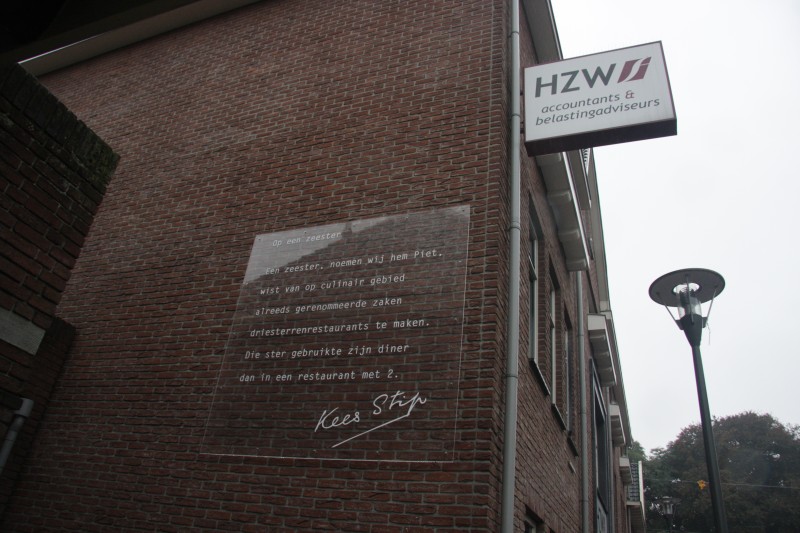 HZW
accountants &
belastingadviseurs
Op een zeester
Een zeester, noemen wij hem Piet.
wist van op culinair gebied
alreeds gerenommeerde zaken
driesterrenrestaurants te maken.
Die ster gebruikte zijn diner
dan in een restaurant met 2.
Kees Stip